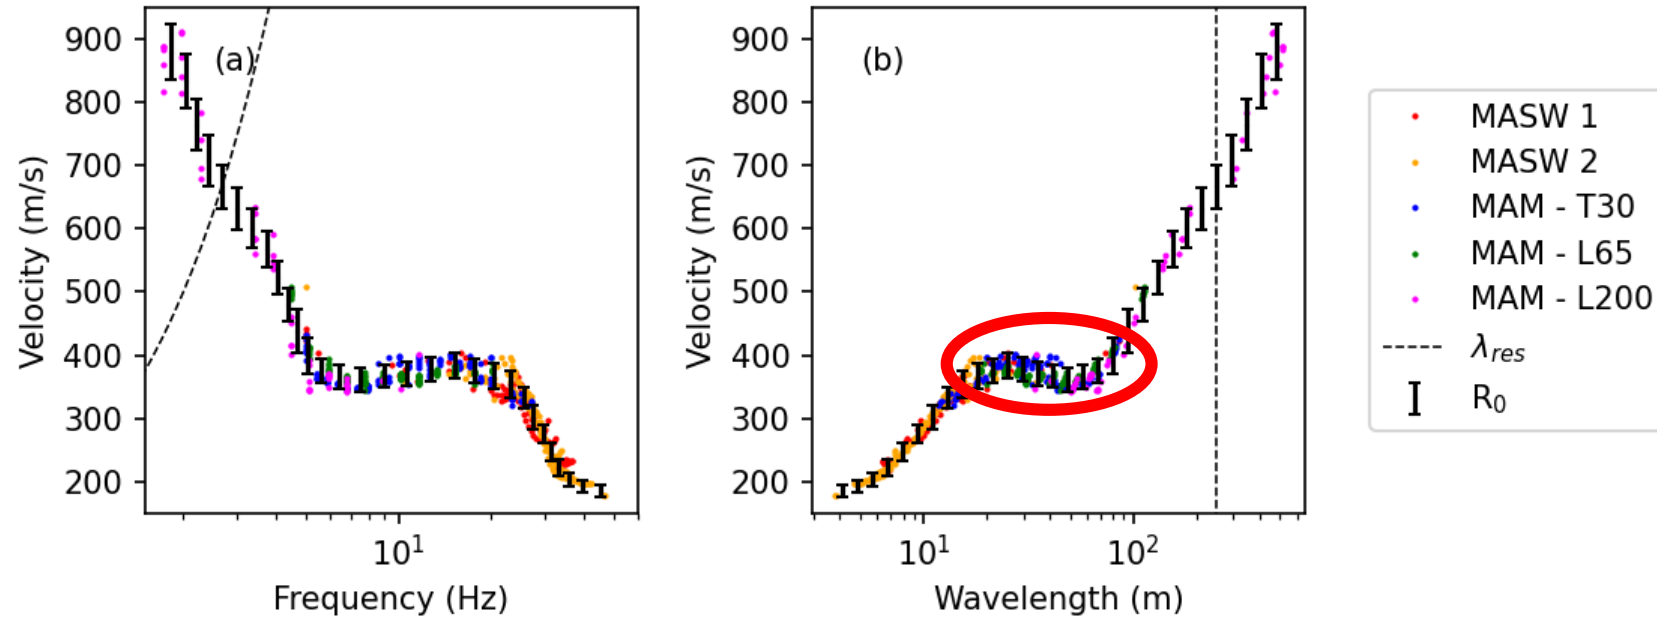 (a)
900
800
700
600
500
400
300
200
Velocity (m/s)
10¹
Frequency (Hz)
(b)
900
800
700
600
500
400
300
200
Velocity (m/s)
10¹ 10²
Wavelength (m)
MASW 1
MASW 2
MAM - T30
MAM - L65
MAM - L200
λres
R₀